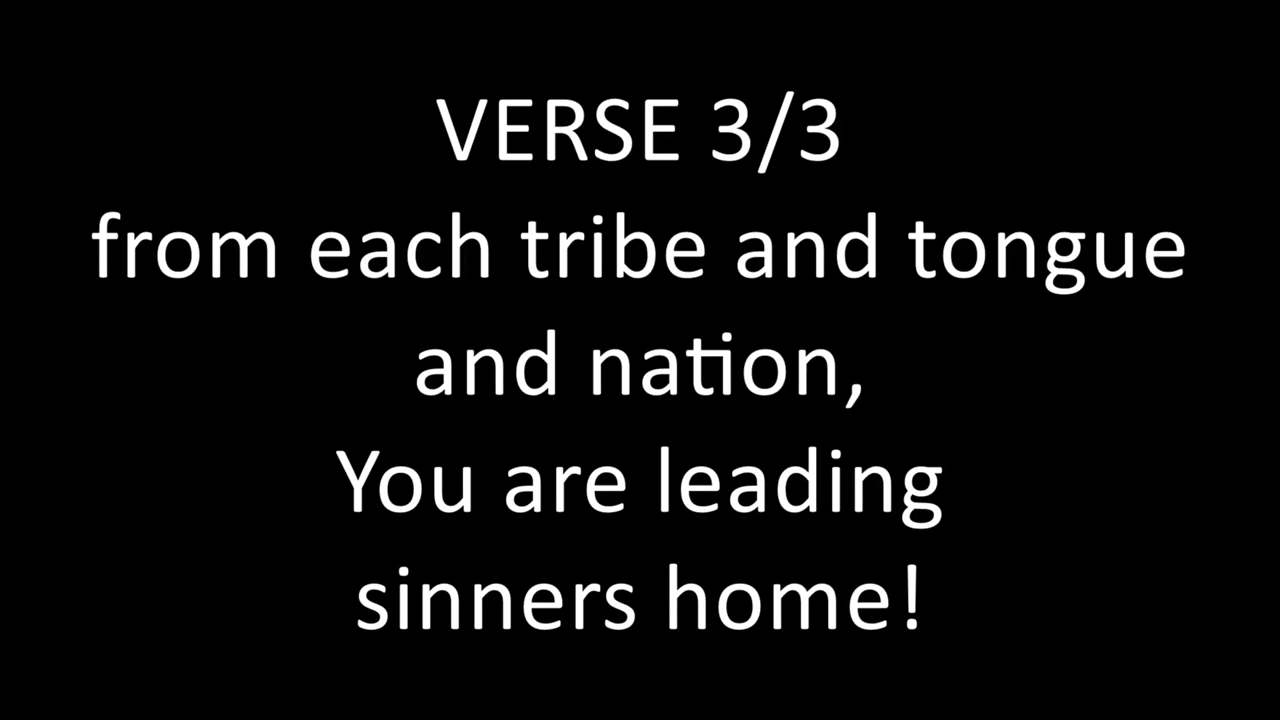 VERSE 3/3
from each tribe and tongue
and nation,
You are leading
sinners home!